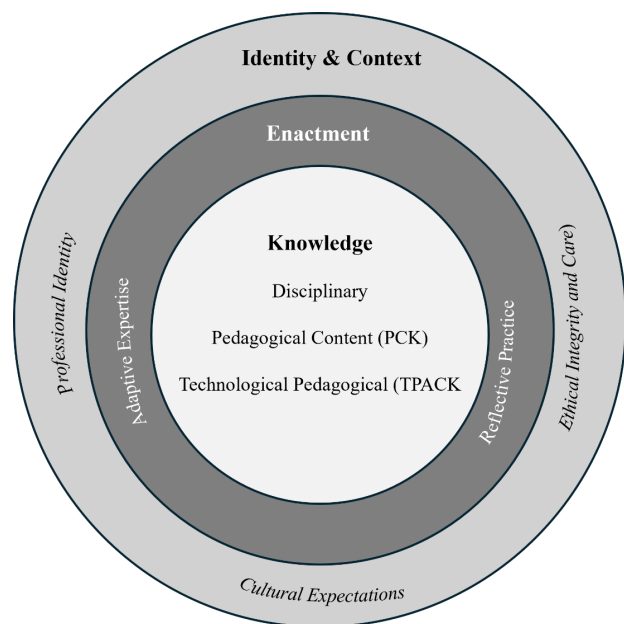 Identity & Context
Enactment
Knowledge
Disciplinary
Pedagogical Content (PCK)
Technological Pedagogical (TPACK
Professional Identity
Adaptive Expertise
Reflective Practice
Ethical Integrity and Care)
Cultural Expectations